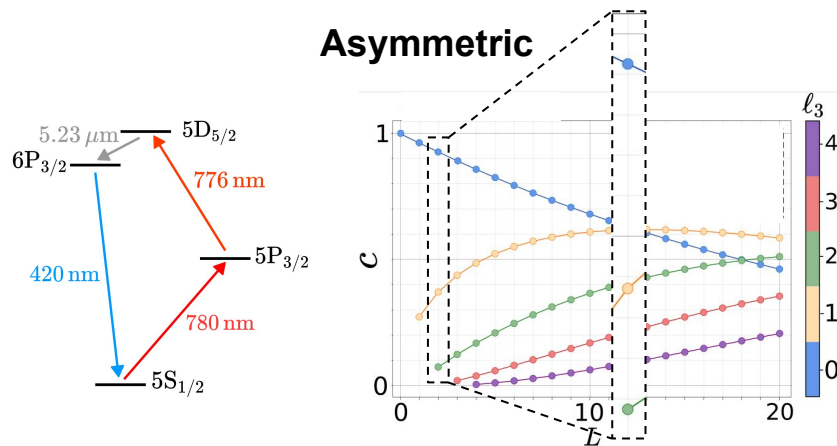 Asymmetric
5.23 μm
5D₅/₂
6P₃/₂
776 nm
5P₃/₂
420 nm
780 nm
5S₁/₂
c
1
0
0
10
20
L
ℓ₃
4
3
2
1
0